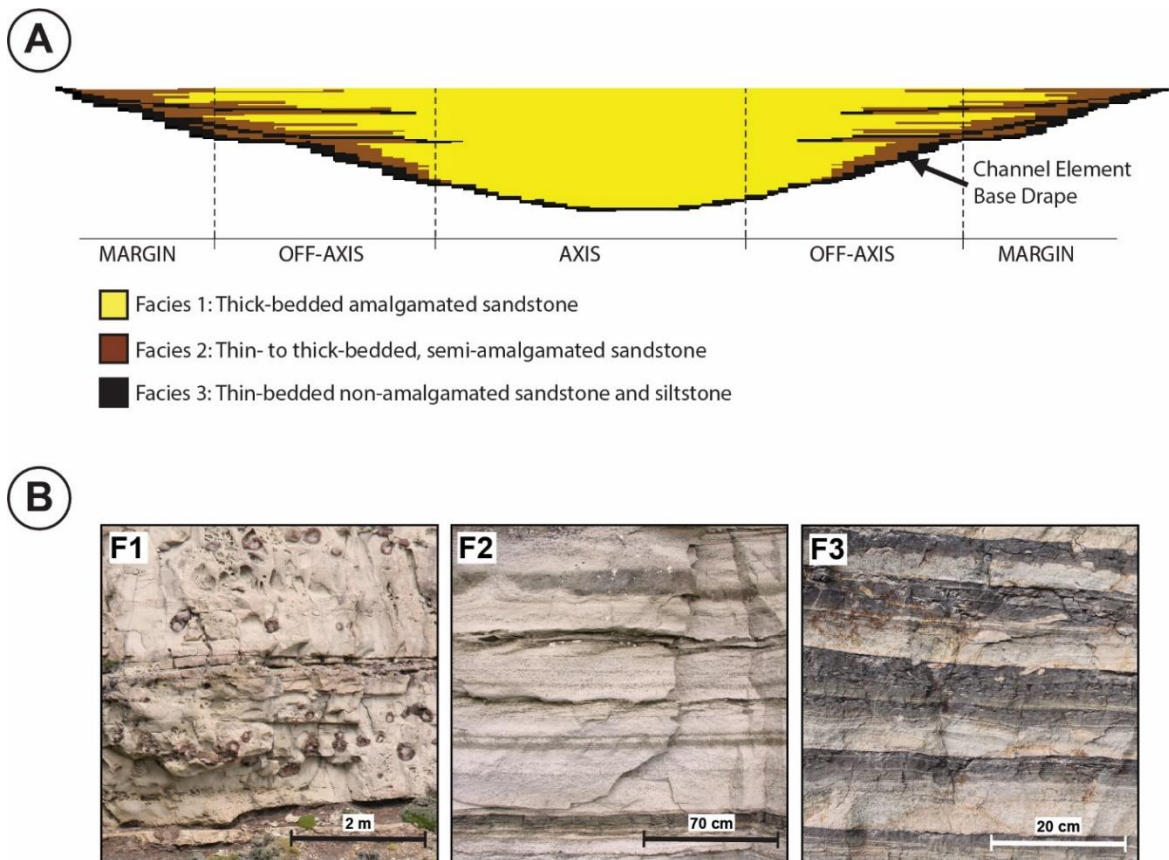 A
Channel Element
Base Drape
MARGIN OFF-AXIS AXIS OFF-AXIS MARGIN
Facies 1: Thick-bedded amalgamated sandstone
Facies 2: Thin- to thick-bedded, semi-amalgamated sandstone
Facies 3: Thin-bedded non-amalgamated sandstone and siltstone
B
F1 F2 F3
2 m 70 cm 20 cm